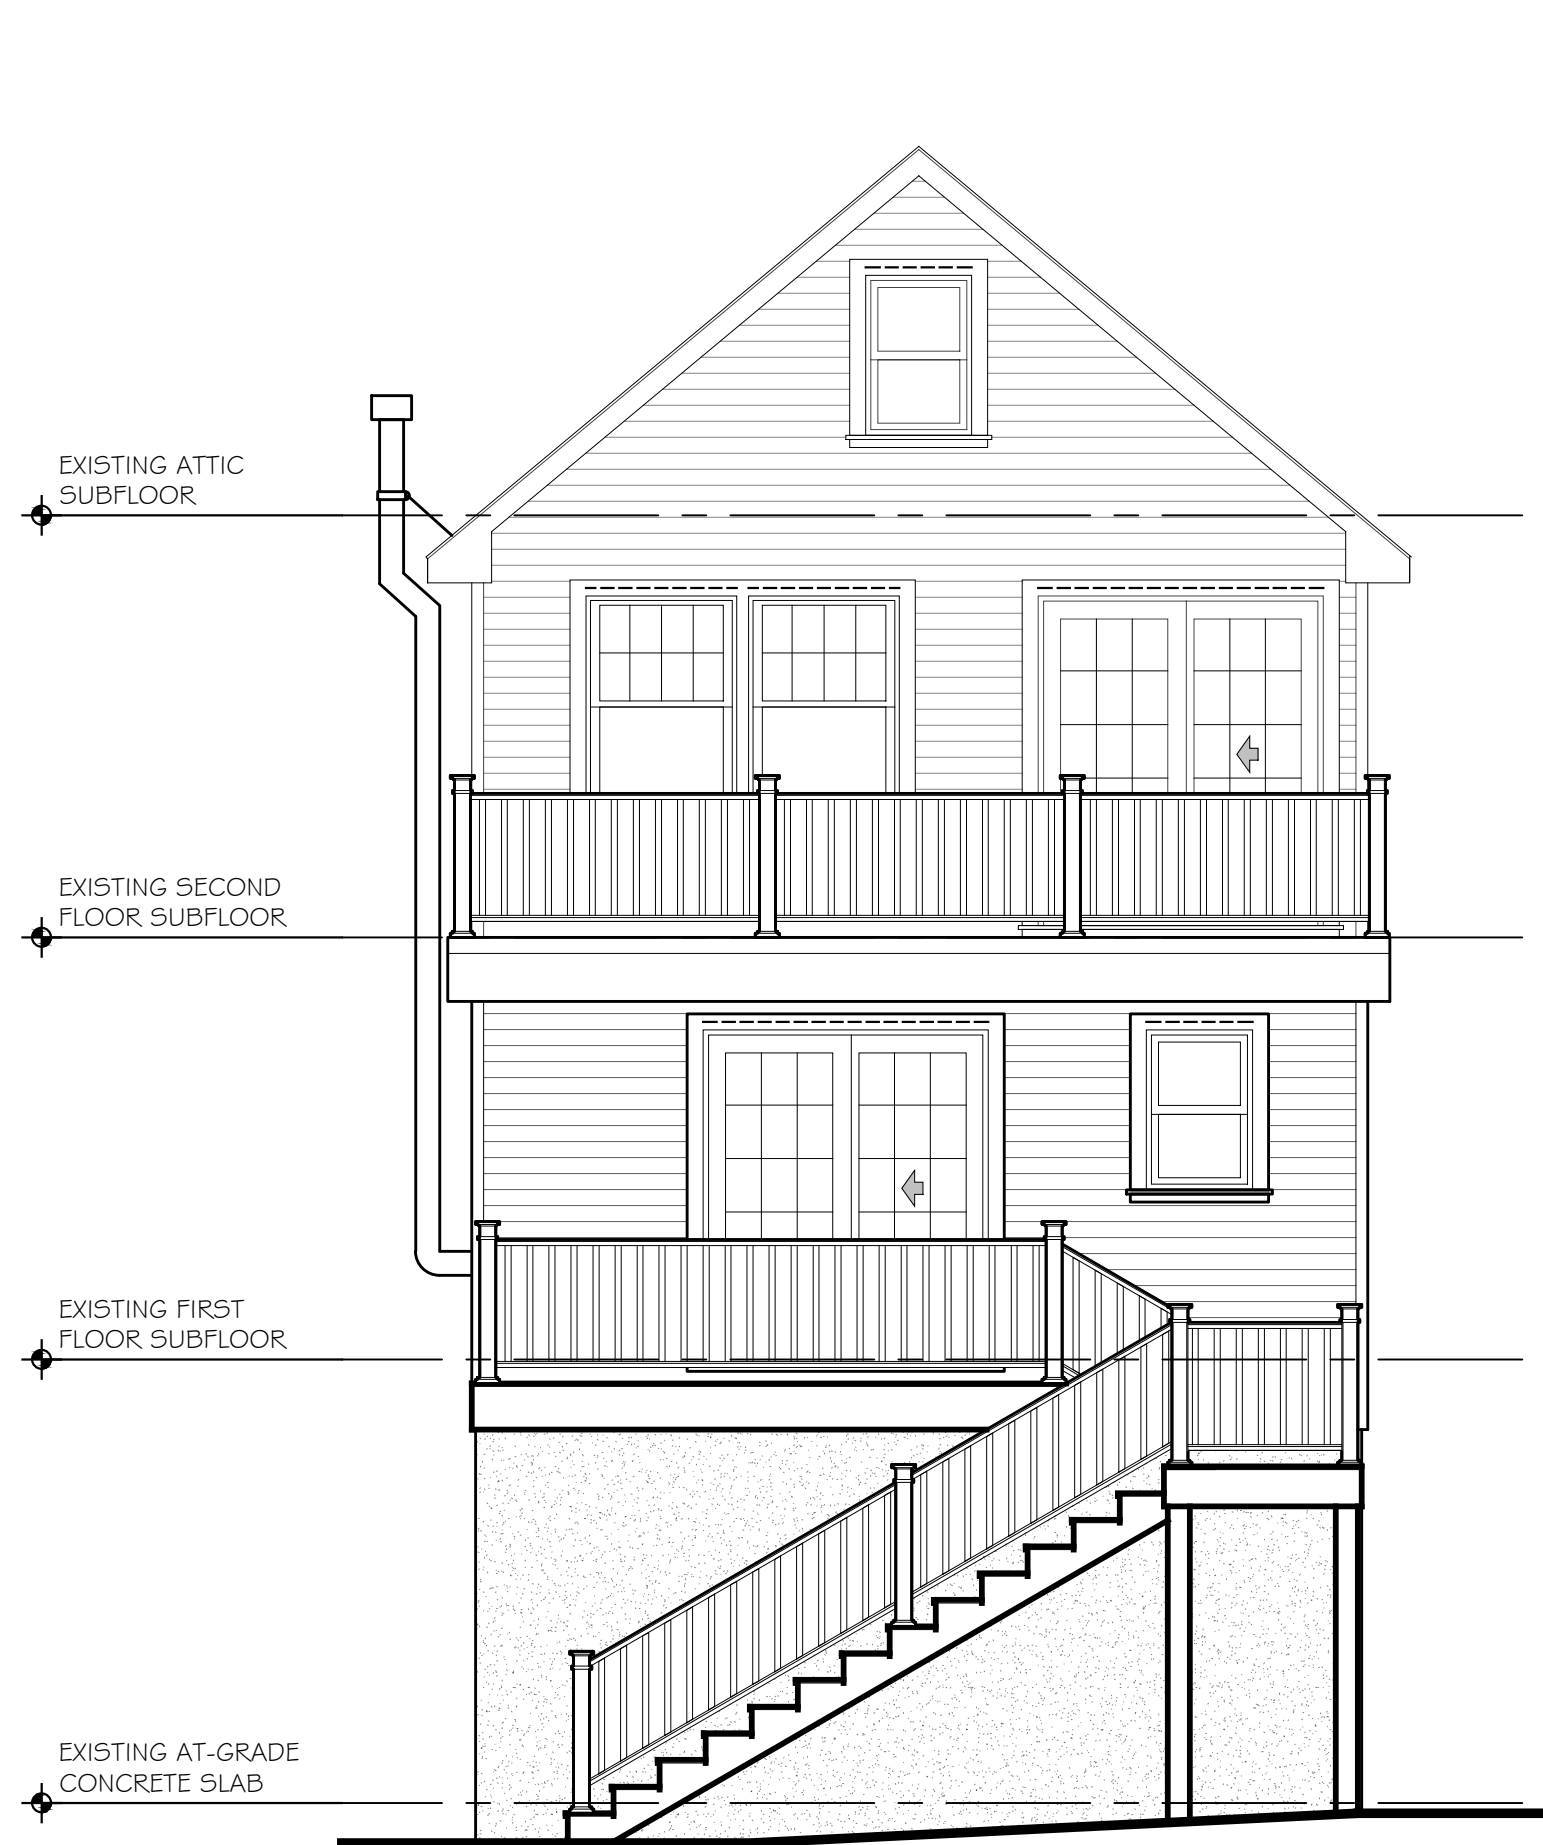 EXISTING ATTIC
SUBFLOOR
EXISTING SECOND
FLOOR SUBFLOOR
EXISTING FIRST
FLOOR SUBFLOOR
EXISTING AT-GRADE
CONCRETE SLAB